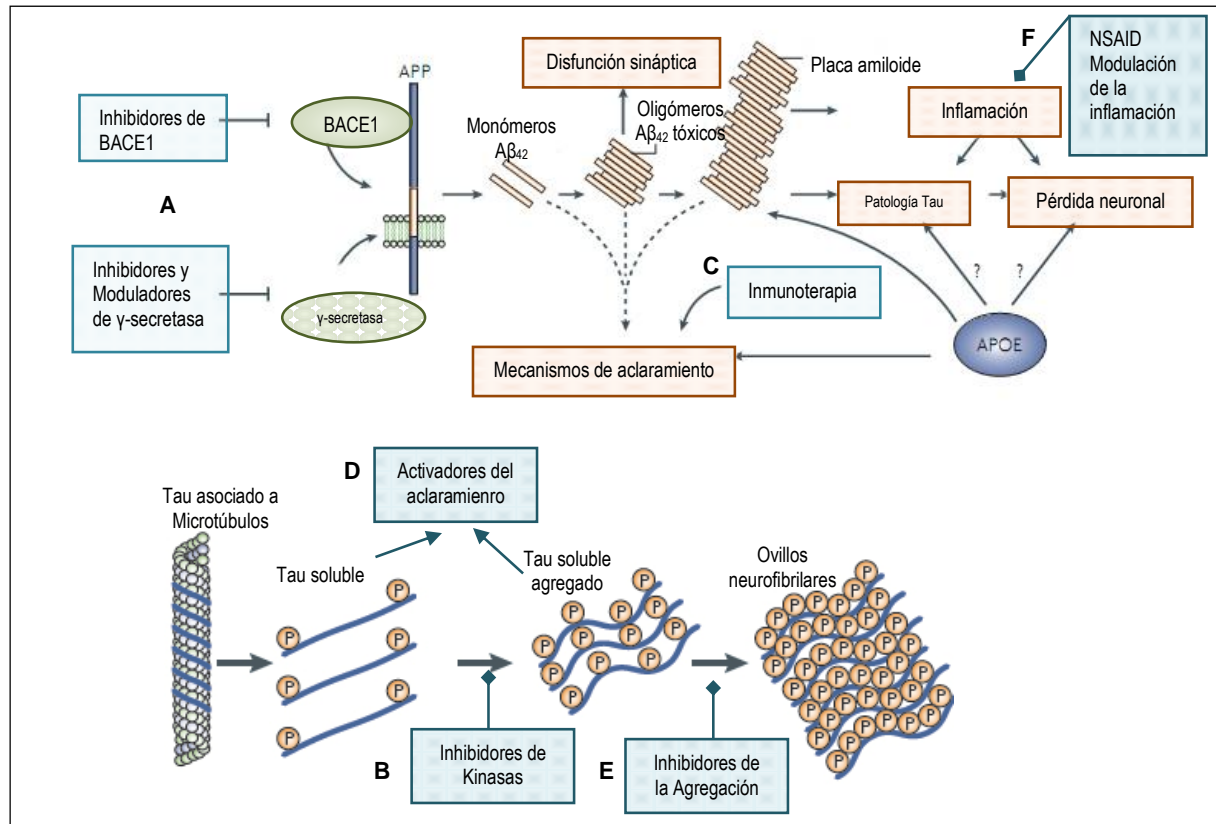 F
NSAID
Modulación
de la
inflamación
APP
Disfunción sináptica
Placa amiloide
Inflamación
Inhibidores de
BACE1
BACE1
Monómeros
Aβ42
Oligómeros
Aβ42 tóxicos
A
Patología Tau
Pérdida neuronal
Inhibidores y
Moduladores
de γ-secretasa
γ-secretasa
C
Inmunoterapia
?
?
APOE
Mecanismos de aclaramiento
D
Activadores del
aclaramienro
Tau asociado a
Microtúbulos
Tau soluble
Tau soluble
agregado
Ovillos
neurofibrilares
P P P P P P
P P P P P P P P P
P P P P P P P P P P P P P P P P P P P P P P P P P P P P P P P P P P P
B
Inhibidores de
Kinasas
E
Inhibidores de
la Agregación